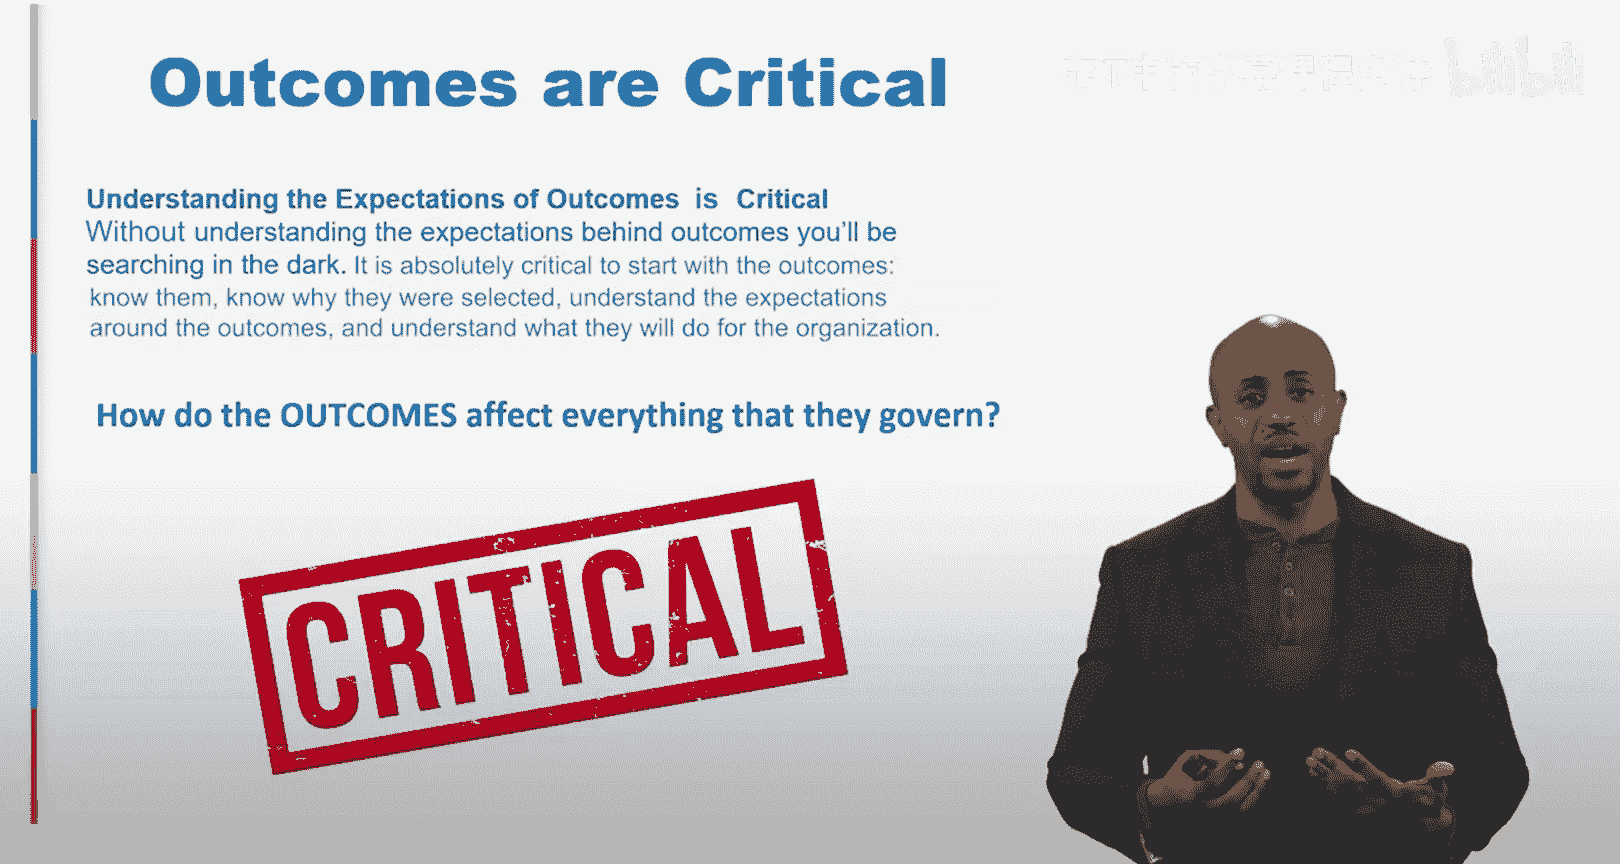 Outcomes are Critical
bilibili
Understanding the Expectations of Outcomes is Critical
Without understanding the expectations behind outcomes you'll be
searching in the dark. It is absolutely critical to start with the outcomes:
know them, know why they were selected, understand the expectations
around the outcomes, and understand what they will do for the organization.
How do the OUTCOMES affect everything that they govern?
CRITICAL